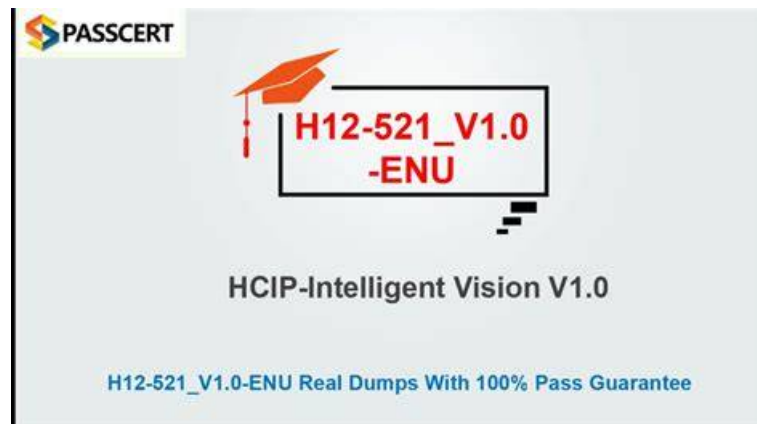 PASSCERT
H12-521_V1.0
-ENU
HCIP-Intelligent Vision V1.0
H12-521_V1.0-ENU Real Dumps With 100% Pass Guarantee